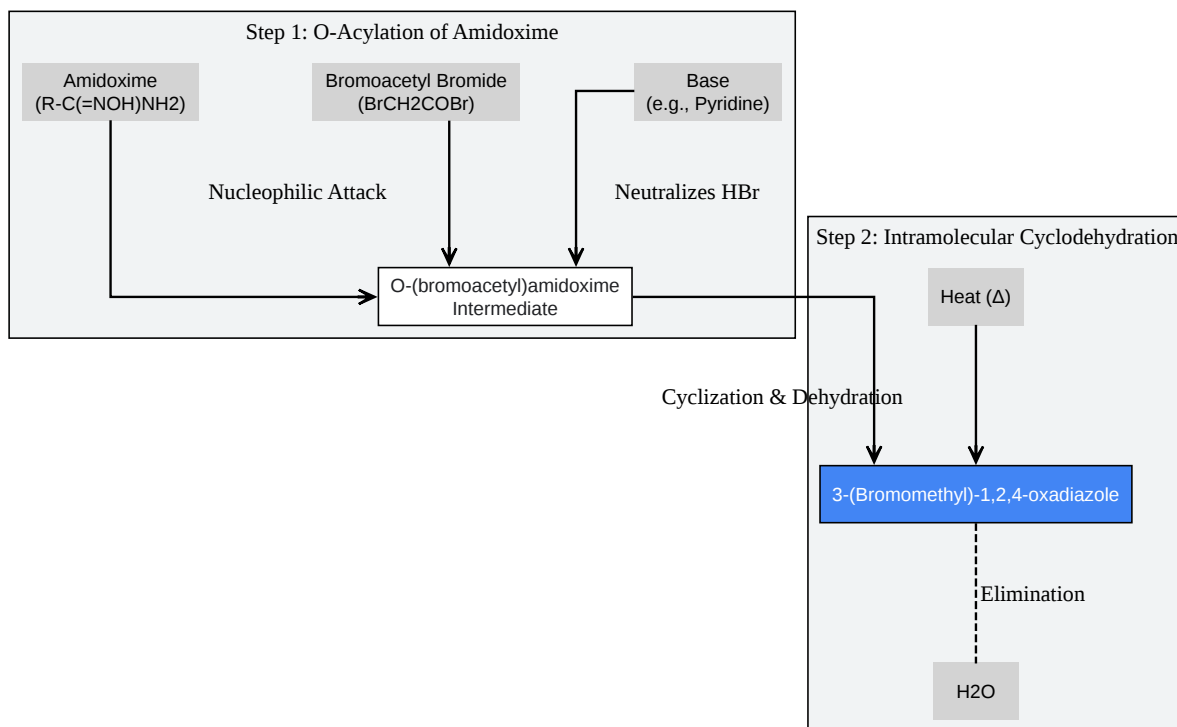 Step 1: O-Acylation of Amidoxime
Amidoxime
(R-C(=NOH)NH2)
Bromoacetyl Bromide
(BrCH2COBr)
Base
(e.g., Pyridine)
Nucleophilic Attack
Neutralizes HBr
O-(bromoacetyl)amidoxime
Intermediate
Step 2: Intramolecular Cyclodehydration
Heat (Δ)
Cyclization & Dehydration
3-(Bromomethyl)-1,2,4-oxadiazole
Elimination
H2O